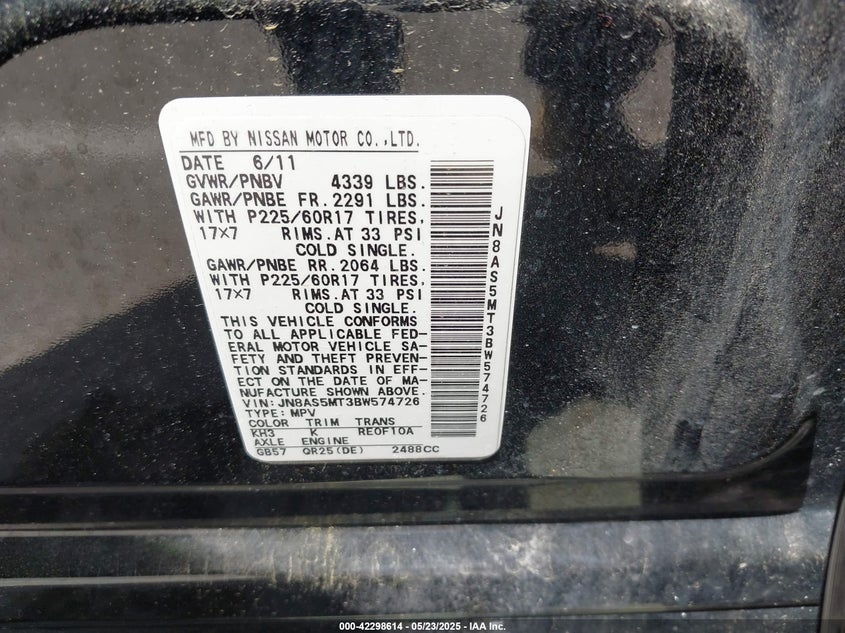 MFD BY NISSAN MOTOR CO.,LTD.
DATE 6/11
GVWR/PNBV 4339 LBS.
GAWR/PNBE FR. 2291 LBS.
WITH P225/60R17 TIRES,
17×7 RIMS. AT 33 PSI
COLD SINGLE.
GAWR/PNBE RR. 2064 LBS.
WITH P225/60R17 TIRES,
17×7 RIMS. AT 33 PSI
COLD SINGLE.
THIS VEHICLE CONFORMS
TO ALL APPLICABLE FED-
ERAL MOTOR VEHICLE SA-
FETY AND THEFT PREVEN-
TION STANDARDS IN EFF-
ECT ON THE DATE OF MA-
NUFACTURE SHOWN ABOVE.
VIN: JN8AS5MT3BW574726
TYPE: MPV
COLOR TRIM TRANS
KH3 K RE0F10A
AXLE ENGINE
GB57 QR25(DE) 2488CC
JN8AS5MT3BW574726
000-42298614 - 05/23/2025 - IAA Inc.